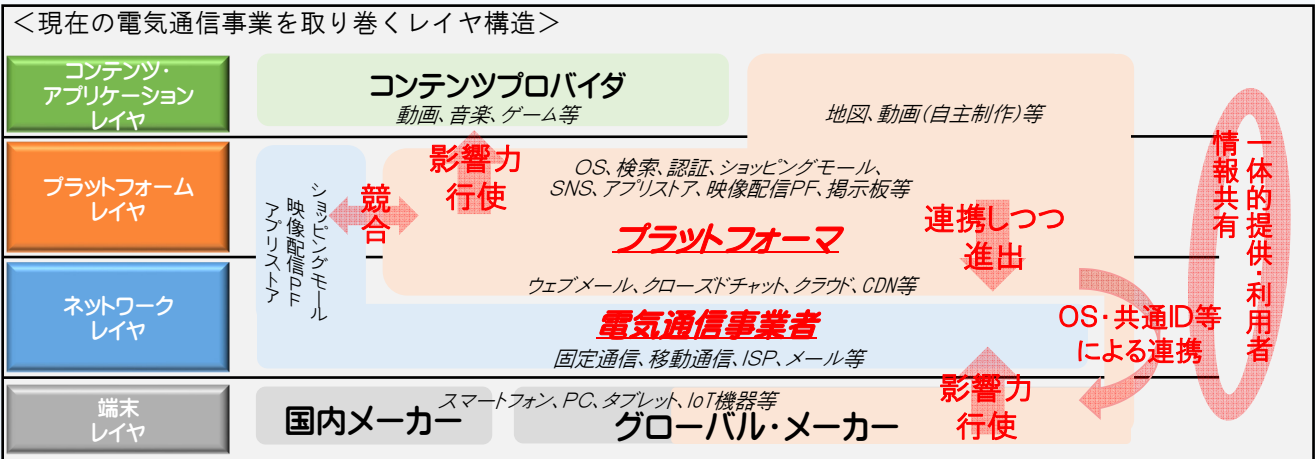 ＜現在の電気通信事業を取り巻くレイヤ構造＞
コンテンツ・
アプリケーション
レイヤ
コンテンツプロバイダ
動画、音楽、ゲーム等
地図、動画(自主制作)等
プラットフォーム
レイヤ
ショッピングモール
映像配信PF
アプリストア
競合
影響力
行使
OS、検索、認証、ショッピングモール、
SNS、アプリストア、映像配信PF、掲示板等
プラットフォーマ
連携しつつ
進出
ウェブメール、クローズドチャット、クラウド、CDN等
一体的提供・利用者
情報共有
ネットワーク
レイヤ
電気通信事業者
固定通信、移動通信、ISP、メール等
OS・共通ID等
による連携
端末
レイヤ
スマートフォン、PC、タブレット、IoT機器等
国内メーカー
グローバル・メーカー
影響力
行使